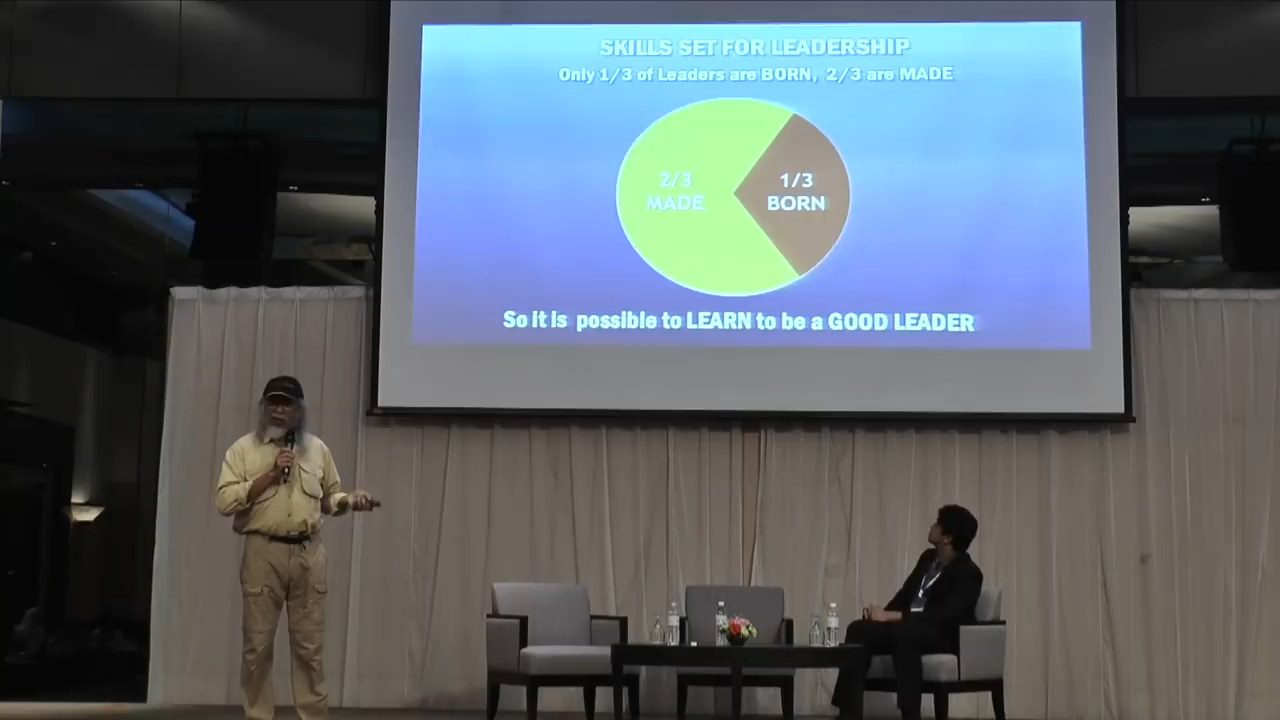 SKILLS SET FOR LEADERSHIP
Only 1/3 of Leaders are BORN, 2/3 are MADE
2/3
MADE
1/3
BORN
So it is possible to LEARN to be a GOOD LEADER